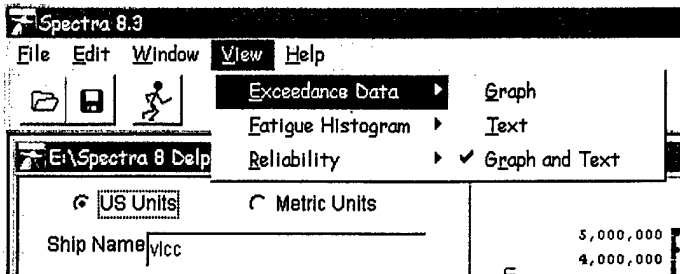 Spectra 8.3
File Edit Window View Help
Exceedance Data Graph
Fatigue Histogram Text
Reliability Graph and Text
E:\Spectra 8 Delp
US Units Metric Units
Ship Name vlcc
5,000,000
4,000,000